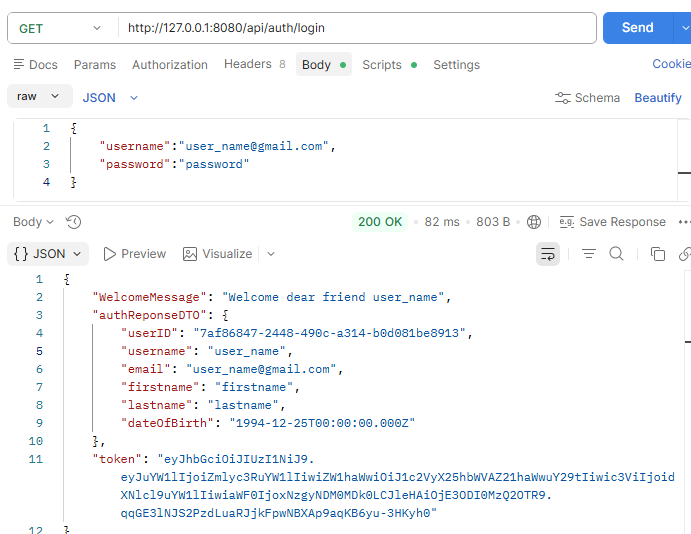 GET http://127.0.0.1:8080/api/auth/login Send
Docs Params Authorization Headers 8 Body Scripts Settings Cookie
raw JSON Schema Beautify
1 {
2 "username":"user_name@gmail.com",
3 "password":"password"
4 }
Body 200 OK 82 ms 803 B e.g. Save Response
{} JSON Preview Visualize
1 {
2 "WelcomeMessage": "Welcome dear friend user_name",
3 "authReponseDTO": {
4 "userID": "7af86847-2448-490c-a314-b0d081be8913",
5 "username": "user_name",
6 "email": "user_name@gmail.com",
7 "firstname": "firstname",
8 "lastname": "lastname",
9 "dateOfBirth": "1994-12-25T00:00:00.000Z"
10 },
11 "token": "eyJhbGciOiJIUzI1NiJ9.
eyJuYW1lIjoiZmlyc3RuYW1lIiwiZW1haWwiOiJ1c2VyX25hbWVAZ21haWwuY29tIiwic3ViIjoid
XNlcl9uYW1lIiwiaWF0IjoxNzgyNDM0MDk0LCJleHAiOjE3ODI0MzQ2OTR9.
qqGE3lNJS2PzdLuaRJjkFpwNBXAp9aqKB6yu-3HKyh0"
12 }